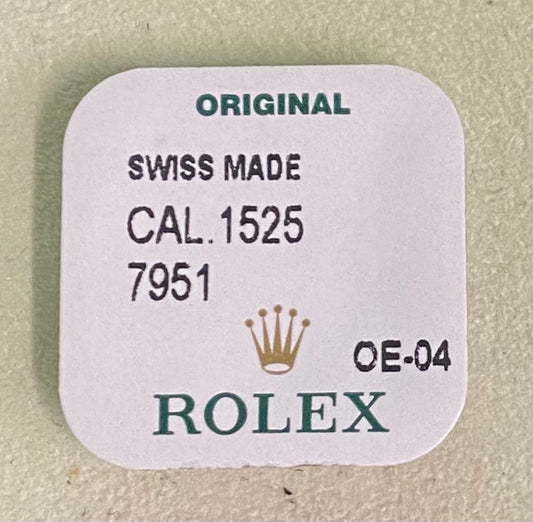 ORIGINAL
SWISS MADE
CAL.1525
7951
OE-04
ROLEX